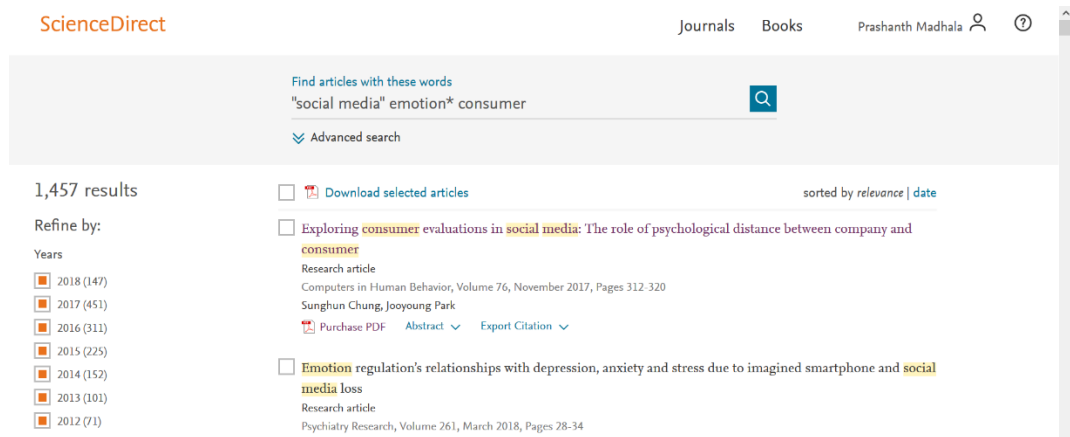 ScienceDirect
Journals Books Prashanth Madhala
Find articles with these words
"social media" emotion* consumer
Advanced search
1,457 results
Download selected articles
sorted by relevance | date
Refine by:
Years
2018 (147)
2017 (451)
2016 (311)
2015 (225)
2014 (152)
2013 (101)
2012 (71)
Exploring consumer evaluations in social media: The role of psychological distance between company and
consumer
Research article
Computers in Human Behavior, Volume 76, November 2017, Pages 312-320
Sunghun Chung, Jooyoung Park
Purchase PDF Abstract Export Citation
Emotion regulation's relationships with depression, anxiety and stress due to imagined smartphone and social
media loss
Research article
Psychiatry Research, Volume 261, March 2018, Pages 28-34